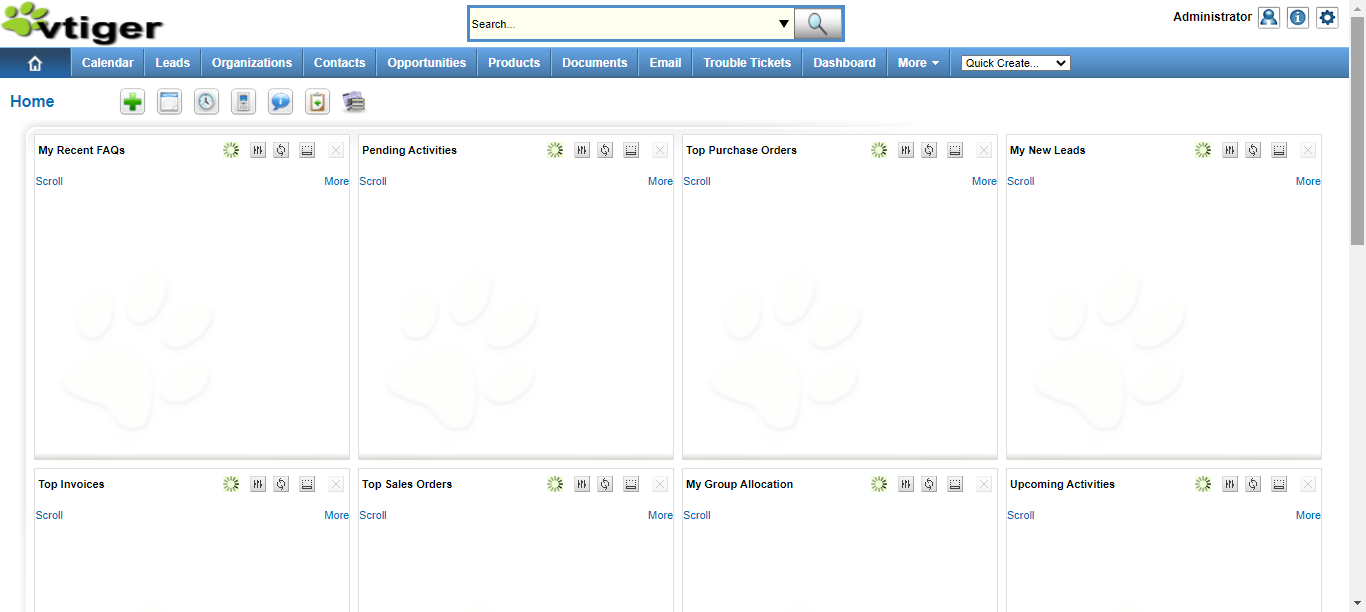 vtiger
Search...
Administrator
Calendar Leads Organizations Contacts Opportunities Products Documents Email Trouble Tickets Dashboard More Quick Create...
Home
My Recent FAQs
Scroll More
Pending Activities
Scroll More
Top Purchase Orders
Scroll More
My New Leads
Scroll More
Top Invoices
Scroll More
Top Sales Orders
Scroll More
My Group Allocation
Scroll
Upcoming Activities
Scroll More